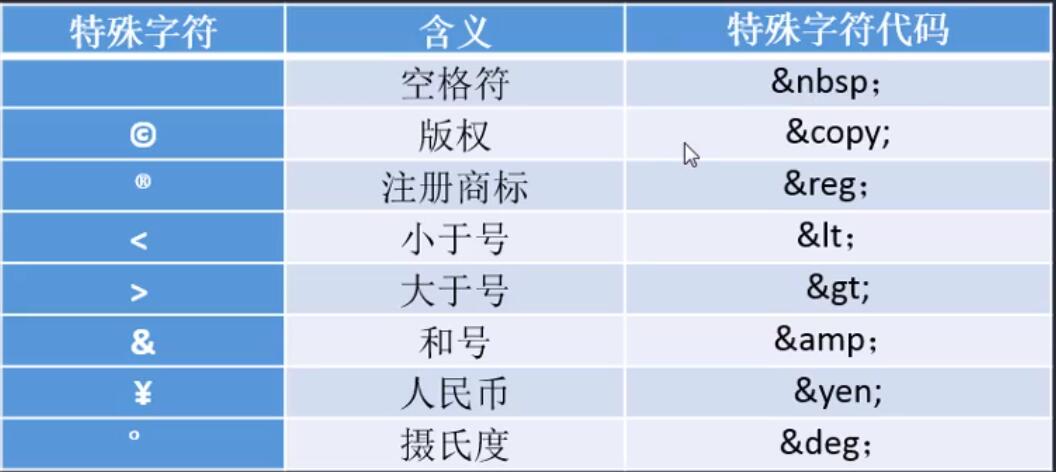 特殊字符 含义 特殊字符代码
空格符 &nbsp；
© 版权 &copy;
® 注册商标 &reg；
< 小于号 &lt；
> 大于号 &gt;
& 和号 &amp；
¥ 人民币 &yen;
° 摄氏度 &deg；